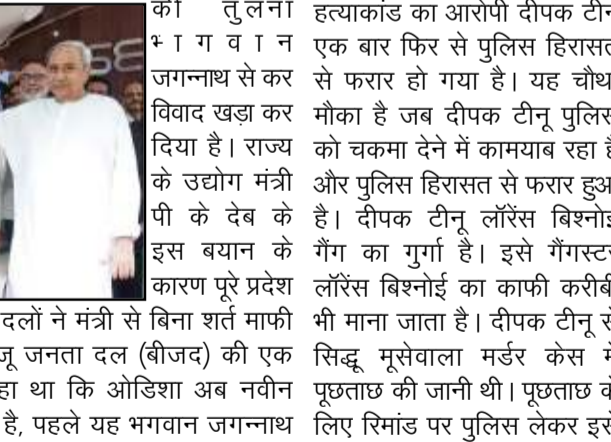 की तुलना
भगवान
जगन्नाथ से कर
विवाद खड़ा कर
दिया है। राज्य
के उद्योग मंत्री
पी के देब के
इस बयान के
कारण पूरे प्रदेश
दलों ने मंत्री से बिना शर्त माफी
जू जनता दल (बीजद) की एक
हा था कि ओडिशा अब नवीन
है, पहले यह भगवान जगन्नाथ
हत्याकांड का आरोपी दीपक टीन
एक बार फिर से पुलिस हिरासत
से फरार हो गया है। यह चौथ
मौका है जब दीपक टीनू पुलिस
को चकमा देने में कामयाब रहा है
और पुलिस हिरासत से फरार हुअ
है। दीपक टीनू लॉरेंस बिश्नोइ
गैंग का गुर्गा है। इसे गैंगस्टर
लॉरेंस बिश्नोई का काफी करीबी
भी माना जाता है। दीपक टीनू से
सिद्धू मूसेवाला मर्डर केस में
पूछताछ की जानी थी। पूछताछ के
लिए रिमांड पर पुलिस लेकर इसे